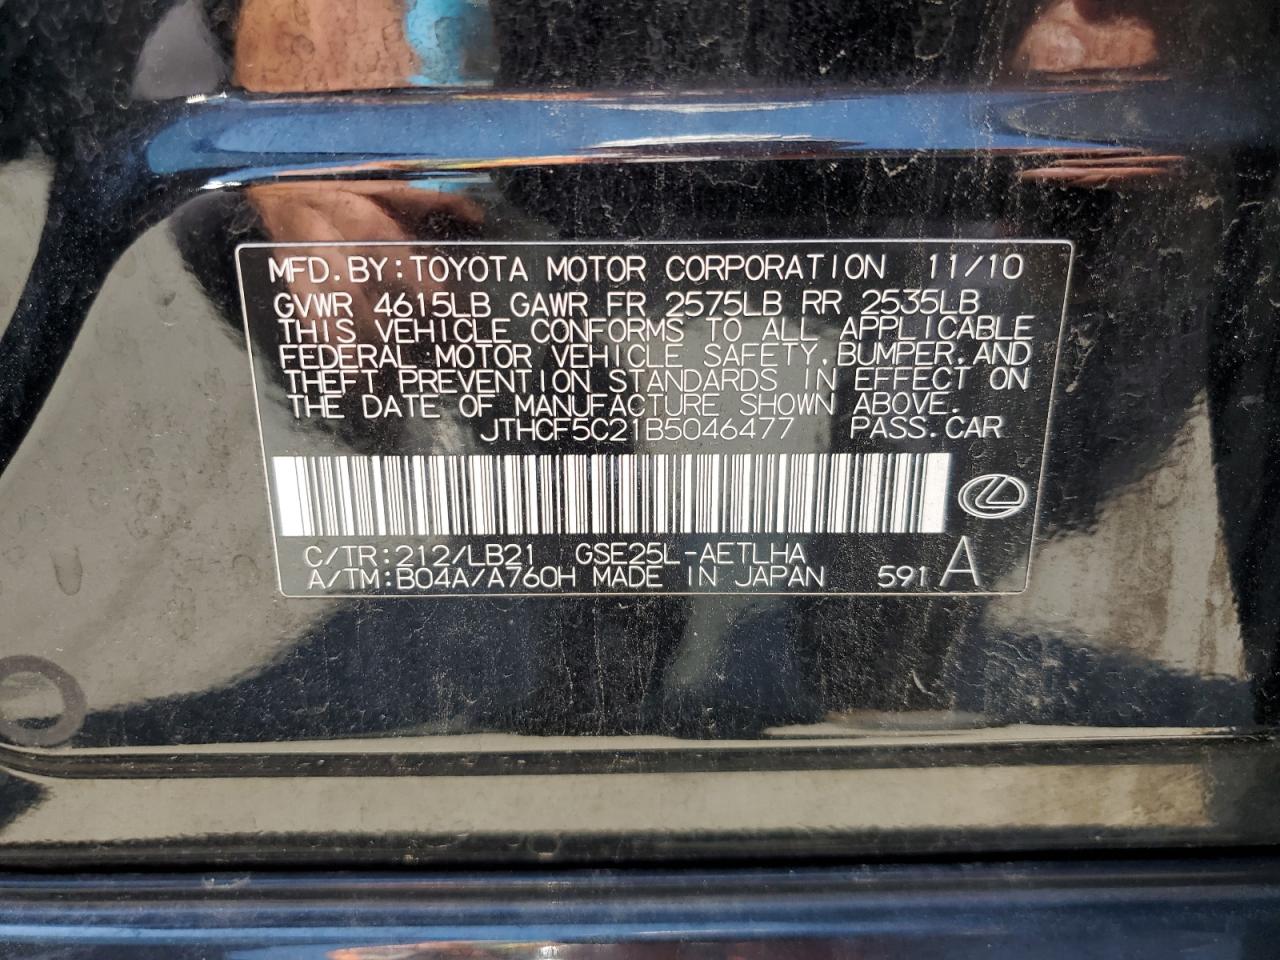 MFD.BY:TOYOTA MOTOR CORPORATION 11/10
GVWR 4615LB GAWR FR 2575LB RR 2535LB
THIS VEHICLE CONFORMS TO ALL APPLICABLE
FEDERAL MOTOR VEHICLE SAFETY,BUMPER,AND
THEFT PREVENTION STANDARDS IN EFFECT ON
THE DATE OF MANUFACTURE SHOWN ABOVE.
JTHCF5C21B5046477 PASS.CAR
C/TR:212/LB21 GSE25L-AETLHA
A/TM:B04A/A760H MADE IN JAPAN 591 A